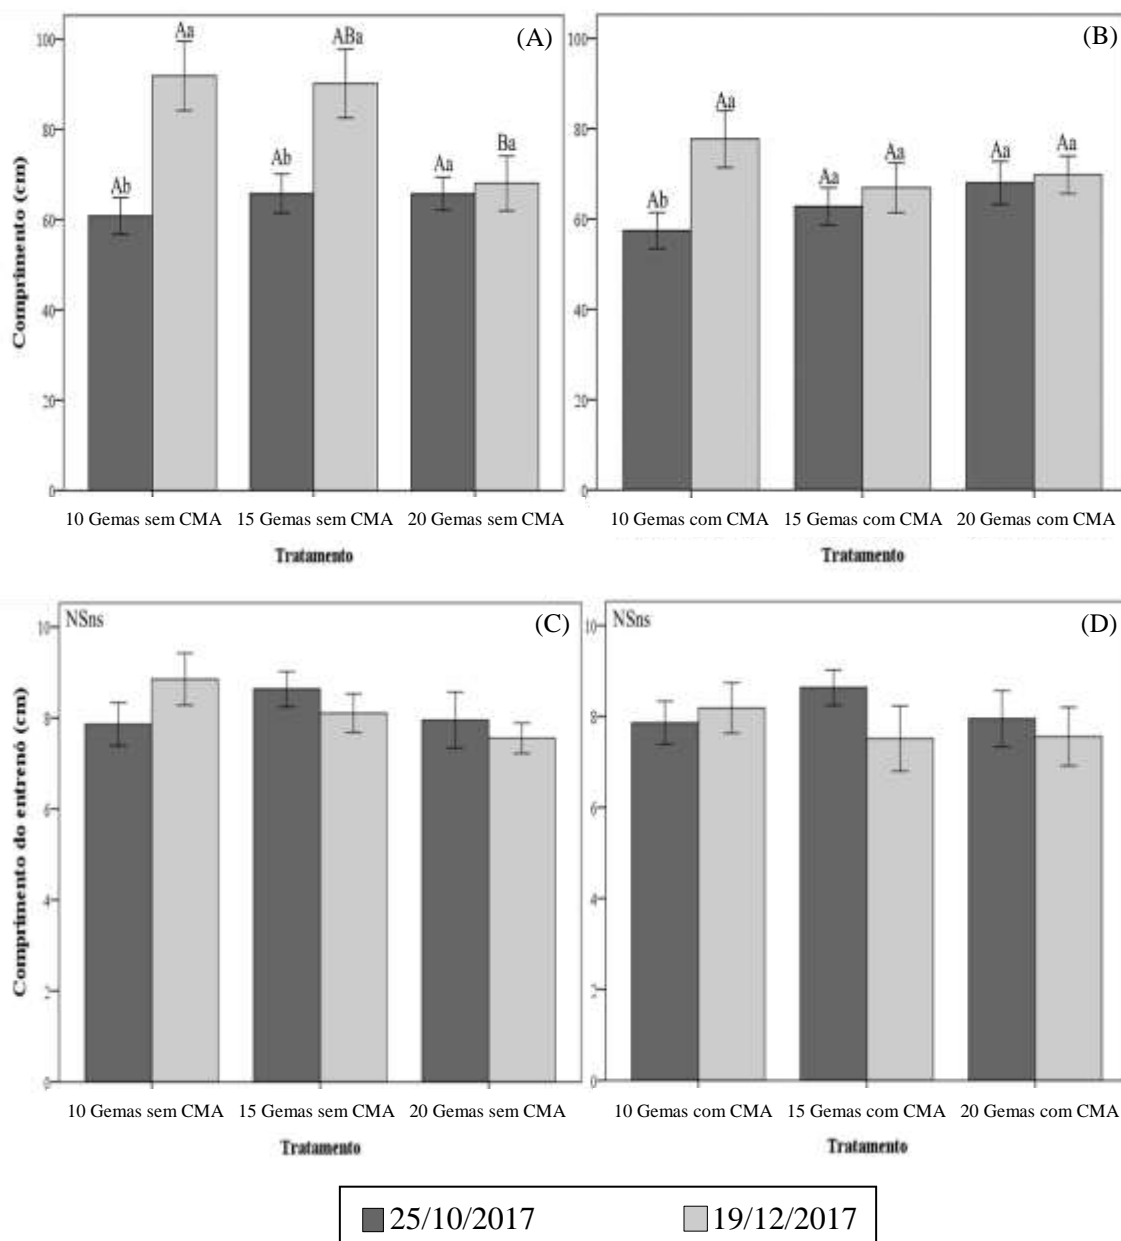 (A)
Aa
ABa
Ab
Ab
Aa
Ba
100
80
60
40
20
0
Comprimento (cm)
10 Gemas sem CMA 15 Gemas sem CMA 20 Gemas sem CMA
Tratamento
(B)
Aa
Aa
Aa
Aa
Aa
Ab
100
80
60
40
20
0
10 Gemas com CMA 15 Gemas com CMA 20 Gemas com CMA
Tratamento
NSns
(C)
10
8
6
4
2
0
Comprimento do entrenó (cm)
10 Gemas sem CMA 15 Gemas sem CMA 20 Gemas sem CMA
Tratamento
NSns
(D)
10
8
6
4
2
0
10 Gemas com CMA 15 Gemas com CMA 20 Gemas com CMA
Tratamento
25/10/2017 19/12/2017